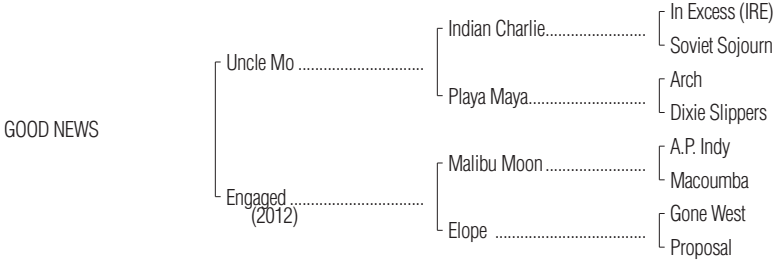 In Excess (IRE)
Indian Charlie
Soviet Sojourn
Uncle Mo
Arch
Playa Maya
Dixie Slippers
GOOD NEWS
A.P. Indy
Malibu Moon
Macoumba
Engaged
(2012)
Gone West
Elope
Proposal